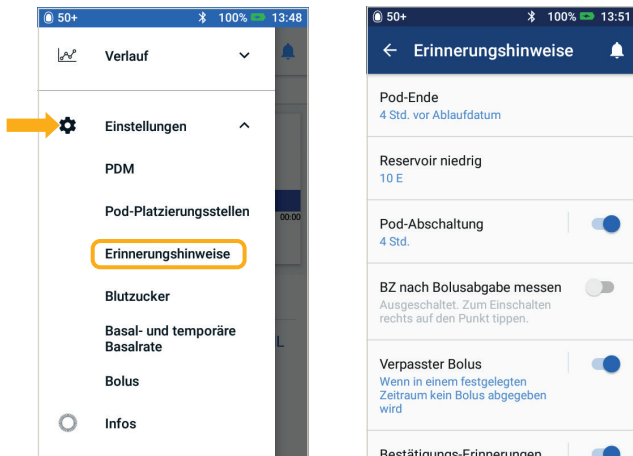 50+ 100% 13:48
Verlauf
Einstellungen
PDM
Pod-Platzierungsstellen
00:00
Erinnerungshinweise
Blutzucker
Basal- und temporäre
Basalrate
L
Bolus
Infos
50+ 100% 13:51
Erinnerungshinweise
Pod-Ende
4 Std. vor Ablaufdatum
Reservoir niedrig
10 E
Pod-Abschaltung
4 Std.
BZ nach Bolusabgabe messen
Ausgeschaltet. Zum Einschalten
rechts auf den Punkt tippen.
Verpasster Bolus
Wenn in einem festgelegten
Zeitraum kein Bolus abgegeben
wird
Bestätigungs-Erinnerungen